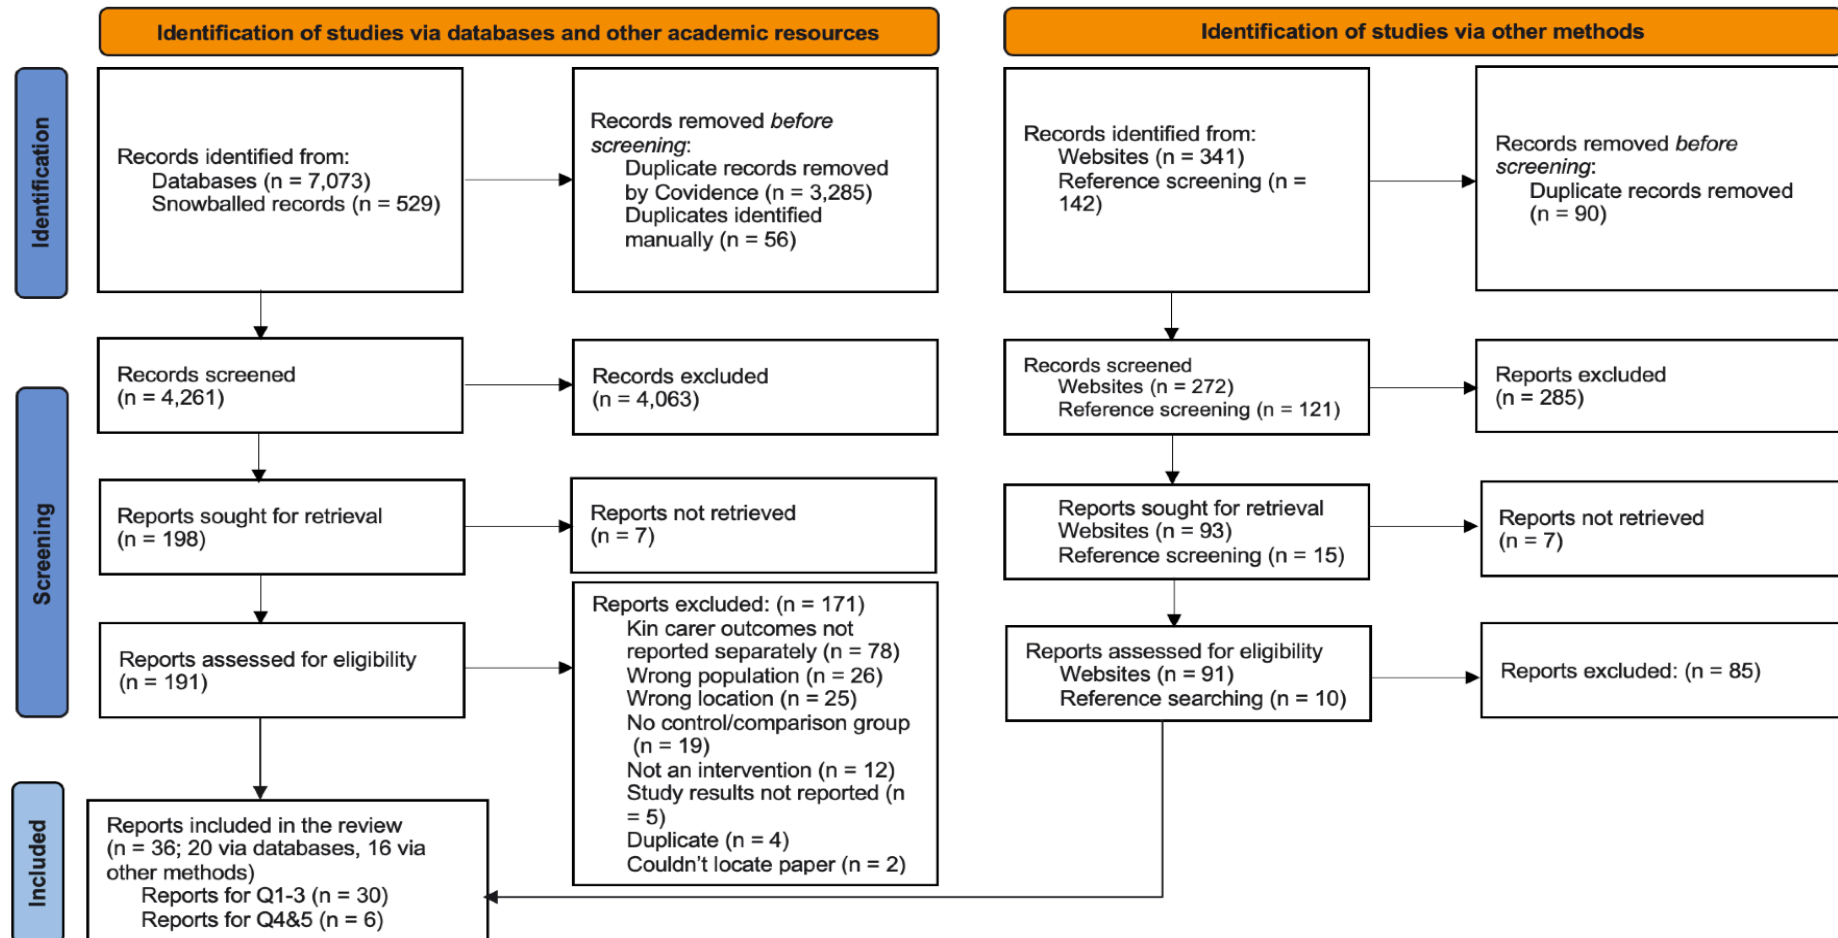 Identification of studies via databases and other academic resources
Identification of studies via other methods
Identification
Records identified from:
Databases (n = 7,073)
Snowballed records (n = 529)
Records removed before
screening:
Duplicate records removed
by Covidence (n = 3,285)
Duplicates identified
manually (n = 56)
Records identified from:
Websites (n = 341)
Reference screening (n =
142)
Records removed before
screening:
Duplicate records removed
(n = 90)
Screening
Records screened
(n = 4,261)
Records excluded
(n = 4,063)
Records screened
Websites (n = 272)
Reference screening (n = 121)
Reports excluded
(n = 285)
Reports sought for retrieval
(n = 198)
Reports not retrieved
(n = 7)
Reports sought for retrieval
Websites (n = 93)
Reference screening (n = 15)
Reports not retrieved
(n = 7)
Reports assessed for eligibility
(n = 191)
Reports excluded: (n = 171)
Kin carer outcomes not
reported separately (n = 78)
Wrong population (n = 26)
Wrong location (n = 25)
No control/comparison group
(n = 19)
Not an intervention (n = 12)
Study results not reported (n
= 5)
Duplicate (n = 4)
Couldn't locate paper (n = 2)
Reports assessed for eligibility
Websites (n = 91)
Reference searching (n = 10)
Reports excluded: (n = 85)
Included
Reports included in the review
(n = 36; 20 via databases, 16 via
other methods)
Reports for Q1-3 (n = 30)
Reports for Q4&5 (n = 6)